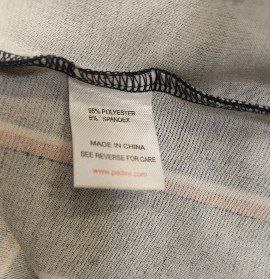 95% POLYESTER
5% SPANDEX
MADE IN CHINA
SEE REVERSE FOR CARE